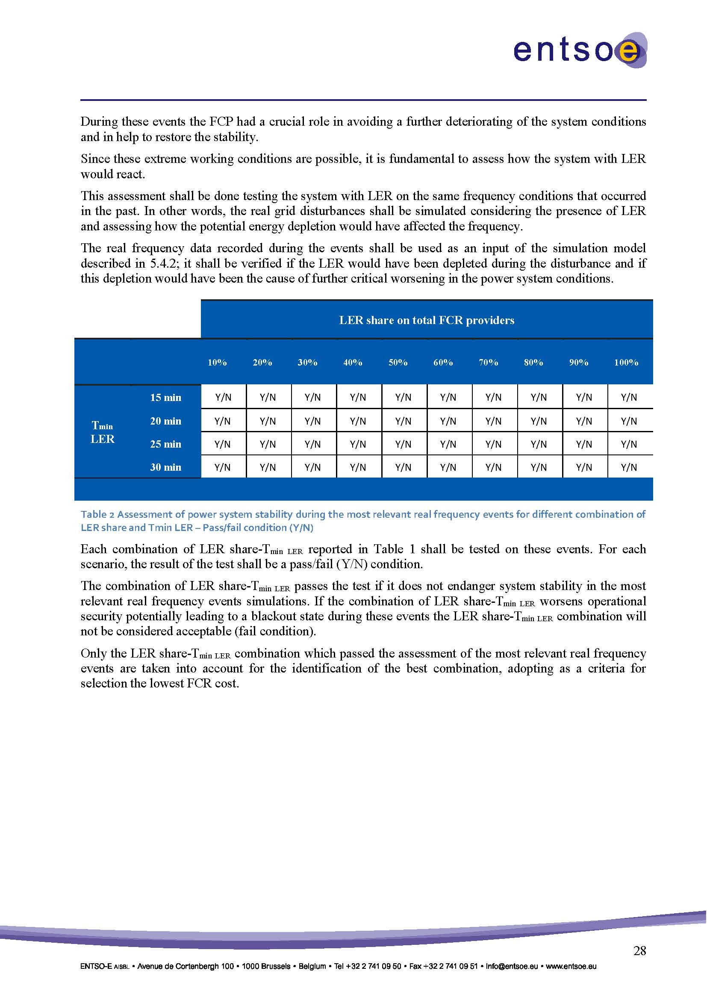 entsoe
During these events the FCP had a crucial role in avoiding a further deteriorating of the system conditions
and in help to restore the stability.
Since these extreme working conditions are possible, it is fundamental to assess how the system with LER
would react.
This assessment shall be done testing the system with LER on the same frequency conditions that occurred
in the past. In other words, the real grid disturbances shall be simulated considering the presence of LER
and assessing how the potential energy depletion would have affected the frequency.
The real frequency data recorded during the events shall be used as an input of the simulation model
described in 5.4.2; it shall be verified if the LER would have been depleted during the disturbance and if
this depletion would have been the cause of further critical worsening in the power system conditions.
LER share on total FCR providers
10% 20% 30% 40% 50% 60% 70% 80% 90% 100%
Tmin
LER
15 min Y/N Y/N Y/N Y/N Y/N Y/N Y/N Y/N Y/N Y/N
20 min Y/N Y/N Y/N Y/N Y/N Y/N Y/N Y/N Y/N Y/N
25 min Y/N Y/N Y/N Y/N Y/N Y/N Y/N Y/N Y/N Y/N
30 min Y/N Y/N Y/N Y/N Y/N Y/N Y/N Y/N Y/N Y/N
Table 2 Assessment of power system stability during the most relevant real frequency events for different combination of
LER share and Tmin LER – Pass/fail condition (Y/N)
Each combination of LER share-Tmin LER reported in Table 1 shall be tested on these events. For each
scenario, the result of the test shall be a pass/fail (Y/N) condition.
The combination of LER share-Tmin LER passes the test if it does not endanger system stability in the most
relevant real frequency events simulations. If the combination of LER share-Tmin LER worsens operational
security potentially leading to a blackout state during these events the LER share-Tmin LER combination will
not be considered acceptable (fail condition).
Only the LER share-Tmin LER combination which passed the assessment of the most relevant real frequency
events are taken into account for the identification of the best combination, adopting as a criteria for
selection the lowest FCR cost.
28
ENTSO-E AISBL • Avenue de Cortenbergh 100 • 1000 Brussels • Belgium • Tel +32 2 741 09 50 • Fax +32 2 741 09 51 • info@entsoe.eu • www.entsoe.eu